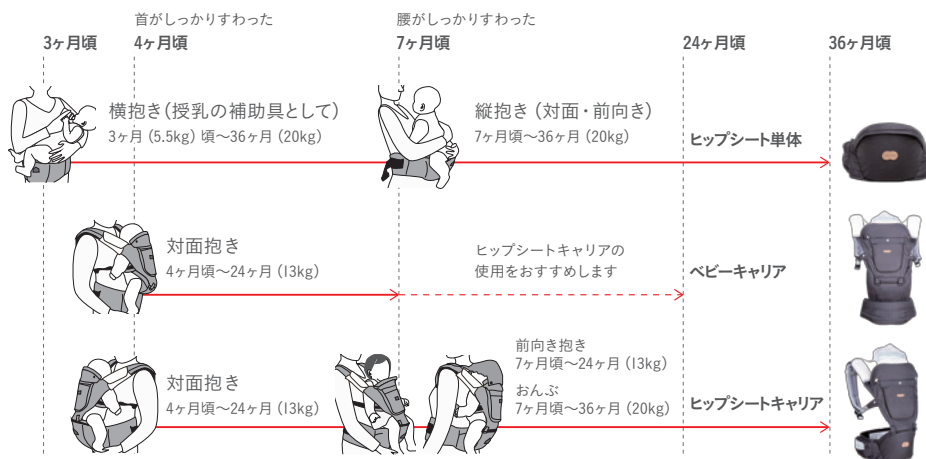 首がしっかりすわった
腰がしっかりすわった
3ヶ月頃
4ヶ月頃
7ヶ月頃
24ヶ月頃
36ヶ月頃
横抱き(授乳の補助具として)
3ヶ月 (5.5kg) 頃〜36ヶ月 (20kg)
縦抱き (対面・前向き)
7ヶ月頃〜36ヶ月 (20kg)
ヒップシート単体
対面抱き
4ヶ月頃〜24ヶ月 (13kg)
ヒップシートキャリアの
使用をおすすめします
ベビーキャリア
対面抱き
4ヶ月頃〜24ヶ月 (13kg)
前向き抱き
7ヶ月頃〜24ヶ月 (13kg)
おんぶ
7ヶ月頃〜36ヶ月 (20kg)
ヒップシートキャリア